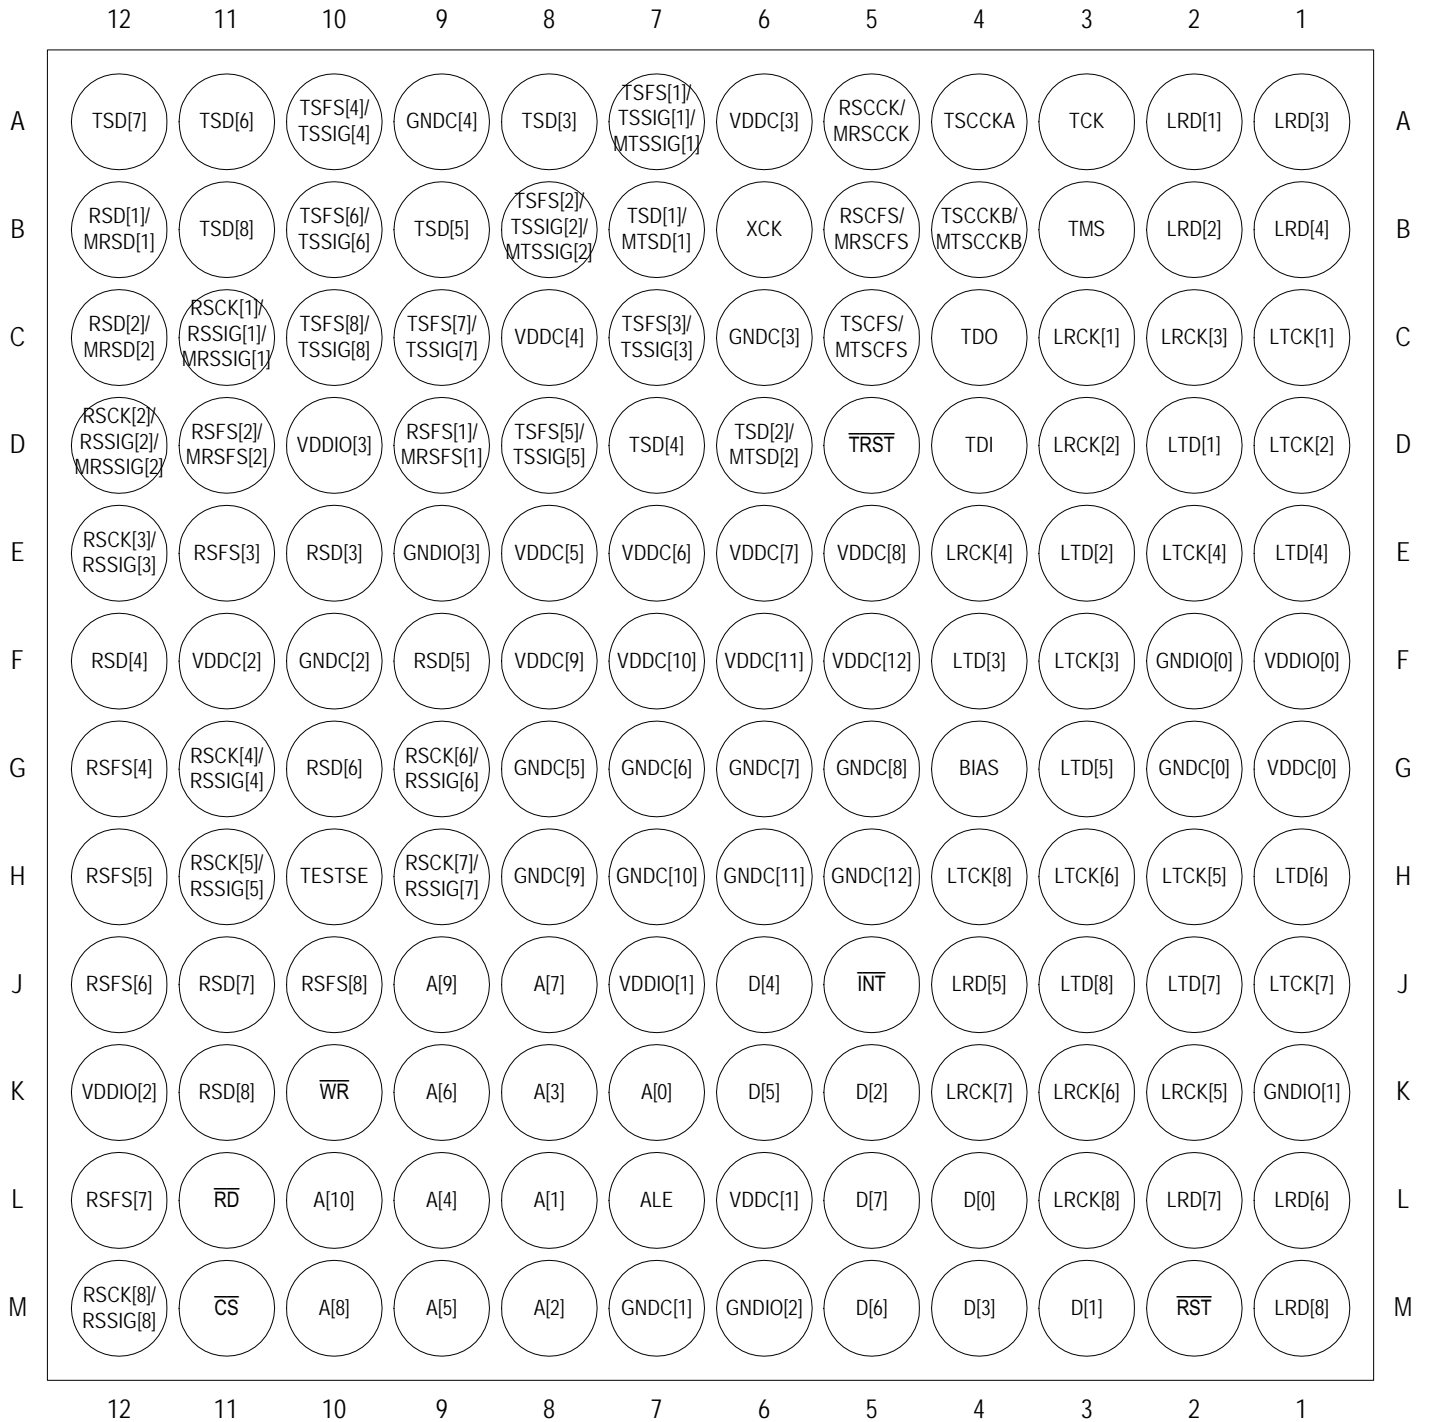 12 11 10 9 8 7 6 5 4 3 2 1
A TSD[7] TSD[6] TSFS[4]/ TSSIG[4] GNDC[4] TSD[3] TSFS[1]/ TSSIG[1]/ MTSSIG[1] VDDC[3] RSCCK/ MRSCCK TSCCKA TCK LRD[1] LRD[3] A
B RSD[1]/ MRSD[1] TSD[8] TSFS[6]/ TSSIG[6] TSD[5] TSFS[2]/ TSSIG[2]/ MTSSIG[2] TSD[1]/ MTSD[1] XCK RSCFS/ MRSCFS TSCCKB/ MTSCCKB TMS LRD[2] LRD[4] B
C RSD[2]/ MRSD[2] RSCK[1]/ RSSIG[1]/ MRSSIG[1] TSFS[8]/ TSSIG[8] TSFS[7]/ TSSIG[7] VDDC[4] TSFS[3]/ TSSIG[3] GNDC[3] TSCFS/ MTSCFS TDO LRCK[1] LRCK[3] LTCK[1] C
D RSCK[2]/ RSSIG[2]/ MRSSIG[2] RSFS[2]/ MRSFS[2] VDDIO[3] RSFS[1]/ MRSFS[1] TSFS[5]/ TSSIG[5] TSD[4] TSD[2]/ MTSD[2] TRST TDI LRCK[2] LTD[1] LTCK[2] D
E RSCK[3]/ RSSIG[3] RSFS[3] RSD[3] GNDIO[3] VDDC[5] VDDC[6] VDDC[7] VDDC[8] LRCK[4] LTD[2] LTCK[4] LTD[4] E
F RSD[4] VDDC[2] GNDC[2] RSD[5] VDDC[9] VDDC[10] VDDC[11] VDDC[12] LTD[3] LTCK[3] GNDIO[0] VDDIO[0] F
G RSFS[4] RSCK[4]/ RSSIG[4] RSD[6] RSCK[6]/ RSSIG[6] GNDC[5] GNDC[6] GNDC[7] GNDC[8] BIAS LTD[5] GNDC[0] VDDC[0] G
H RSFS[5] RSCK[5]/ RSSIG[5] TESTSE RSCK[7]/ RSSIG[7] GNDC[9] GNDC[10] GNDC[11] GNDC[12] LTCK[8] LTCK[6] LTCK[5] LTD[6] H
J RSFS[6] RSD[7] RSFS[8] A[9] A[7] VDDIO[1] D[4] INT LRD[5] LTD[8] LTD[7] LTCK[7] J
K VDDIO[2] RSD[8] WR A[6] A[3] A[0] D[5] D[2] LRCK[7] LRCK[6] LRCK[5] GNDIO[1] K
L RSFS[7] RD A[10] A[4] A[1] ALE VDDC[1] D[7] D[0] LRCK[8] LRD[7] LRD[6] L
M RSCK[8]/ RSSIG[8] CS A[8] A[5] A[2] GNDC[1] GNDIO[2] D[6] D[3] D[1] RST LRD[8] M
12 11 10 9 8 7 6 5 4 3 2 1